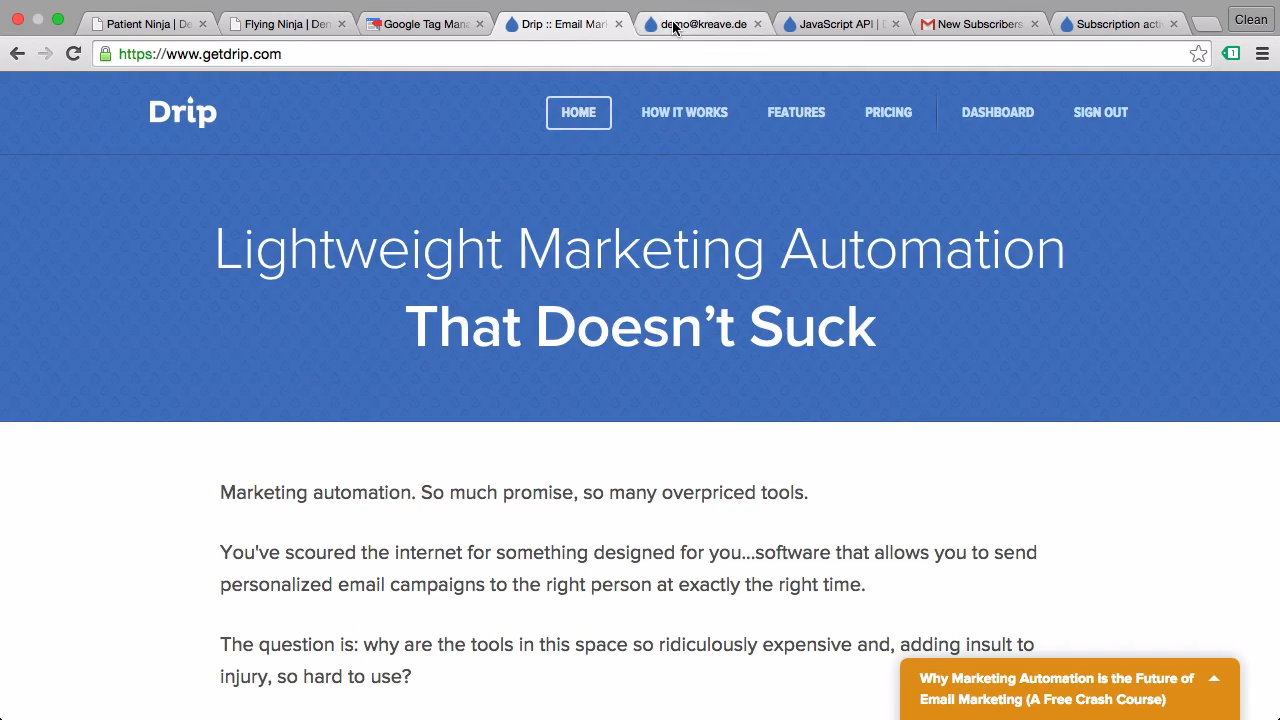 Patient Ninja | De
Flying Ninja | Den
Google Tag Mana
Drip :: Email Mark
demo@kreave.de
JavaScript API | D
New Subscribers
Subscription acti
Clean
https://www.getdrip.com
1
Drip
HOME
HOW IT WORKS
FEATURES
PRICING
DASHBOARD
SIGN OUT
Lightweight Marketing Automation
That Doesn’t Suck
Marketing automation. So much promise, so many overpriced tools.
You've scoured the internet for something designed for you...software that allows you to send
personalized email campaigns to the right person at exactly the right time.
The question is: why are the tools in this space so ridiculously expensive and, adding insult to
injury, so hard to use?
Why Marketing Automation is the Future of
Email Marketing (A Free Crash Course)